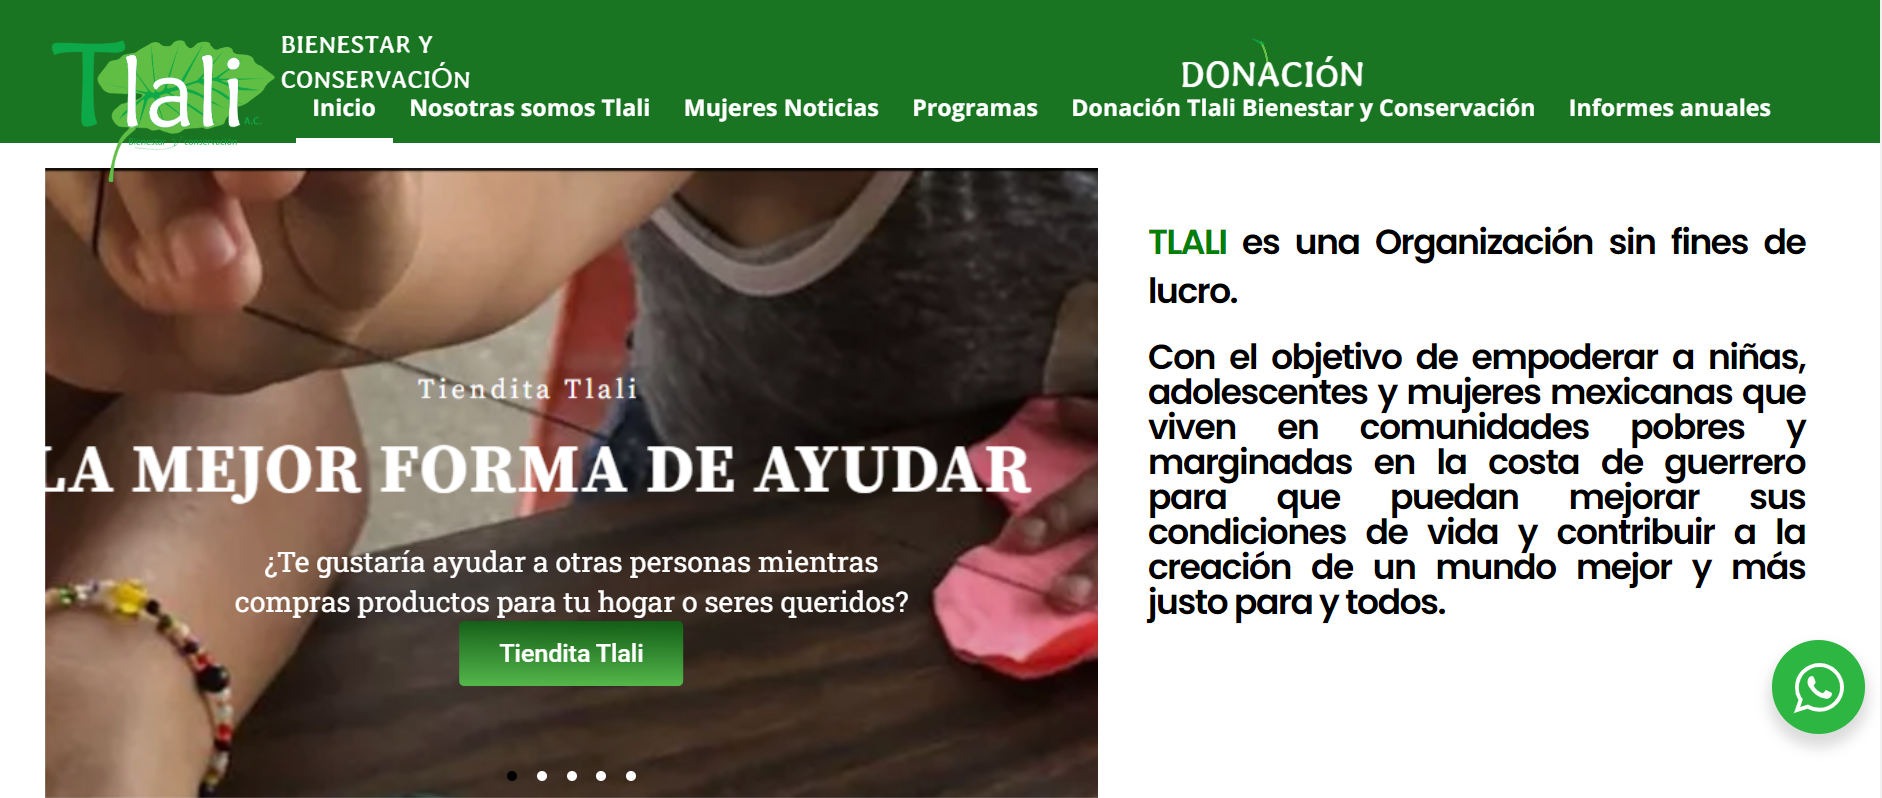 Tlali
A.C.
Bienestar y conservación
BIENESTAR Y
CONSERVACIÓN
DONACIÓN
Inicio
Nosotras somos Tlali
Mujeres Noticias
Programas
Donación Tlali Bienestar y Conservación
Informes anuales
Tiendita Tlali
LA MEJOR FORMA DE AYUDAR
¿Te gustaría ayudar a otras personas mientras
compras productos para tu hogar o seres queridos?
Tiendita Tlali
TLALI es una Organización sin fines de
lucro.
Con el objetivo de empoderar a niñas,
adolescentes y mujeres mexicanas que
viven en comunidades pobres y
marginadas en la costa de guerrero
para que puedan mejorar sus
condiciones de vida y contribuir a la
creación de un mundo mejor y más
justo para y todos.